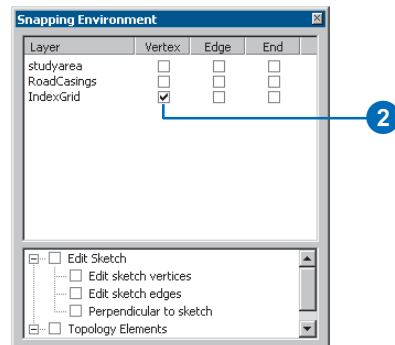 Snapping Environment
Layer Vertex Edge End
studyarea
RoadCasings
IndexGrid
2
Edit Sketch
Edit sketch vertices
Edit sketch edges
Perpendicular to sketch
Topology Elements